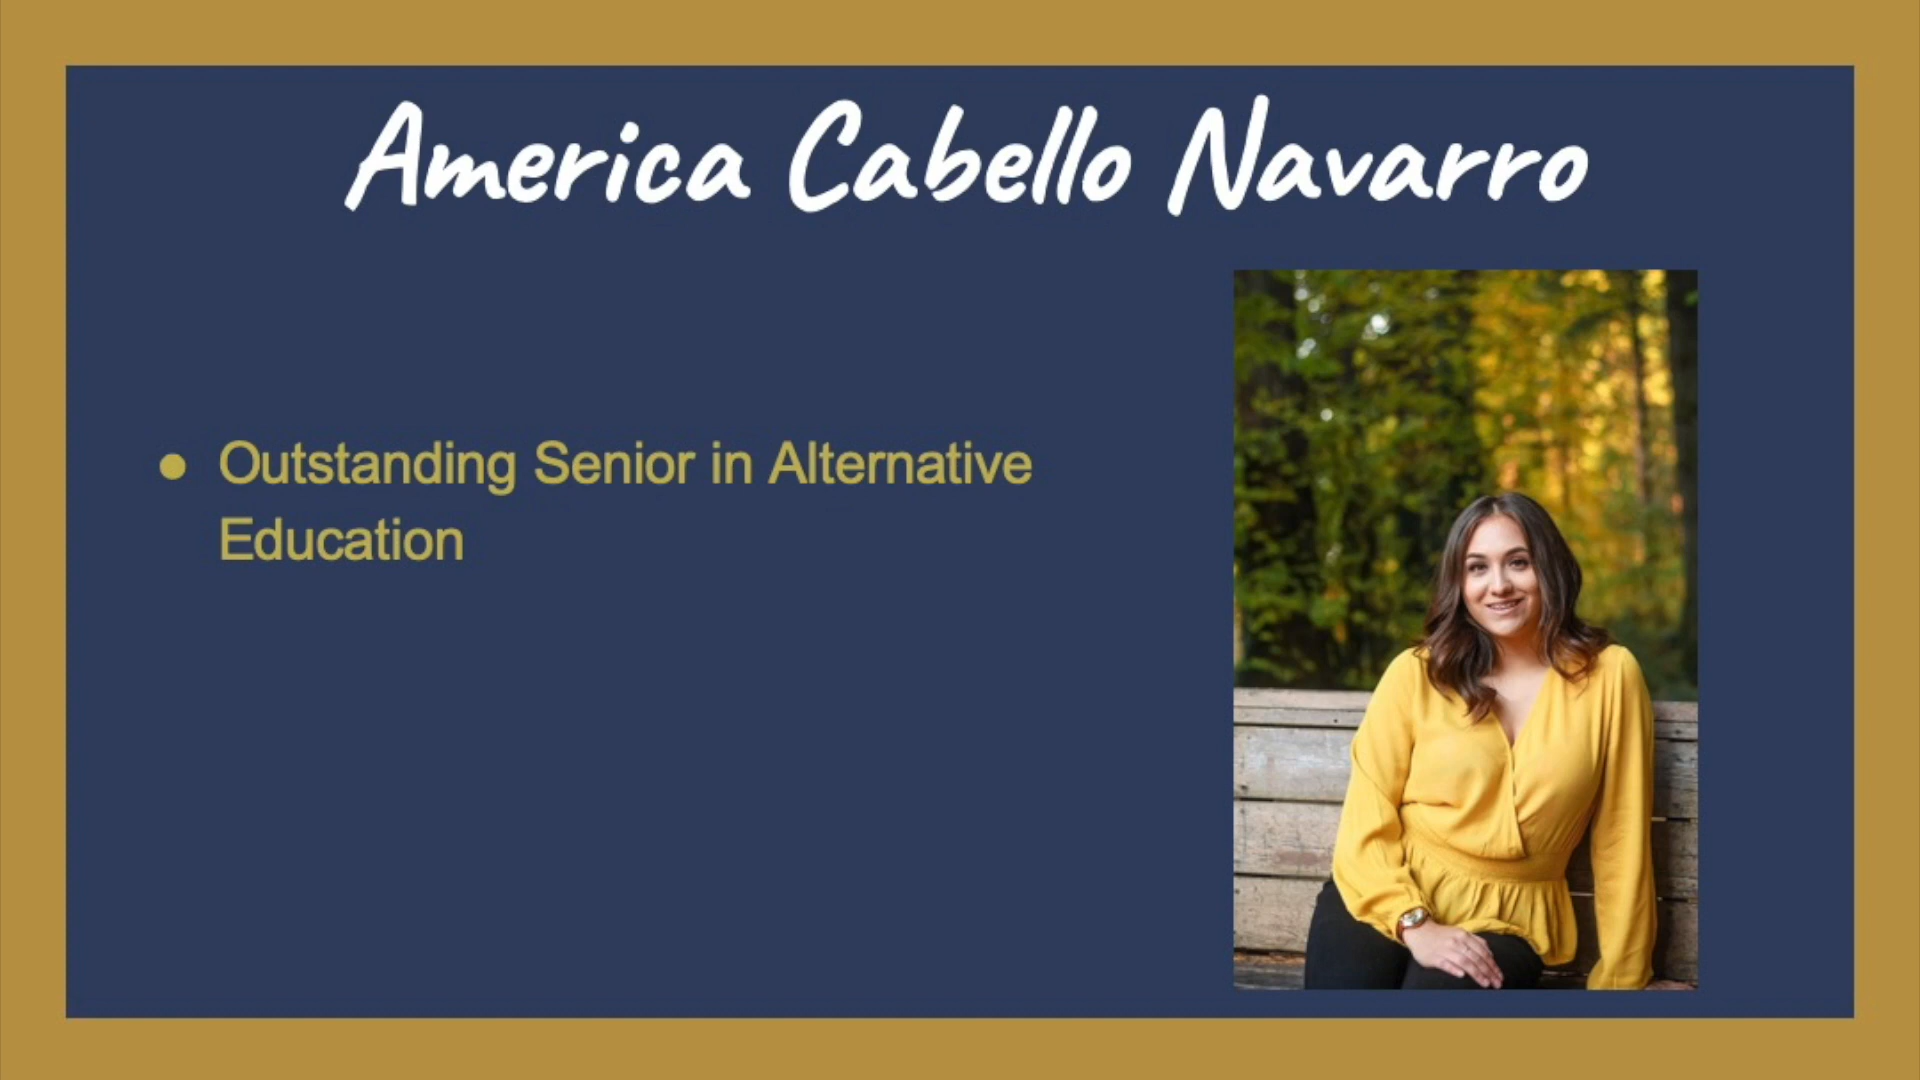 America Cabello Navarro
● Outstanding Senior in Alternative
Education